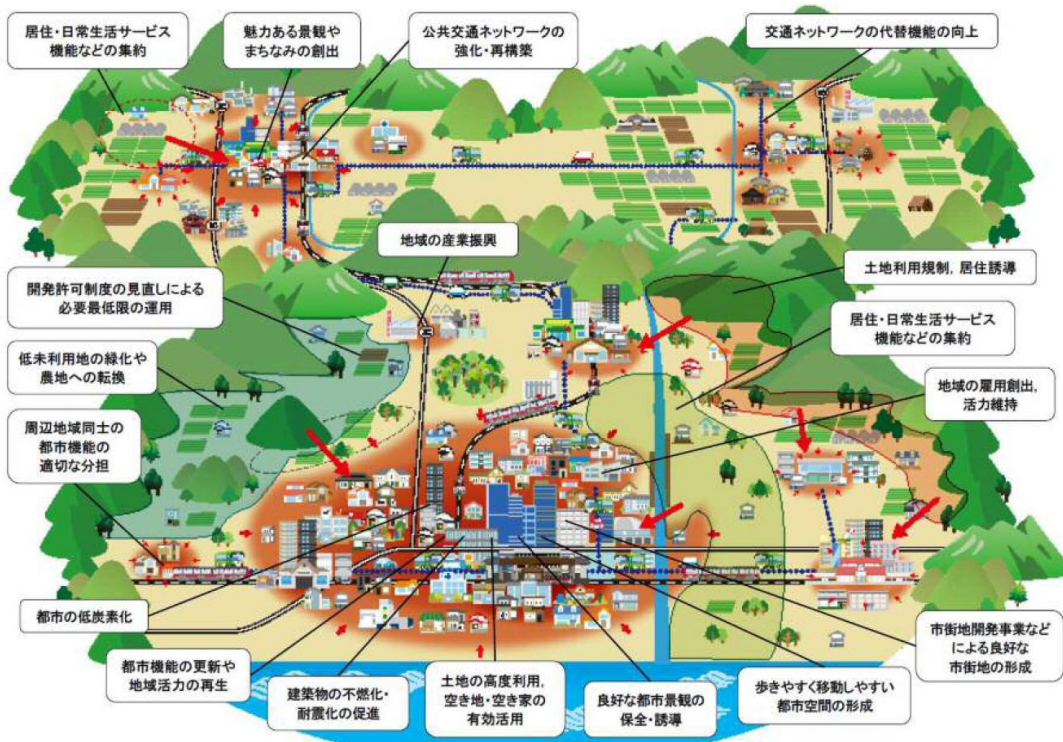 居住・日常生活サービス
機能などの集約
魅力ある景観や
まちなみの創出
公共交通ネットワークの
強化・再構築
交通ネットワークの代替機能の向上
地域の産業振興
土地利用規制，居住誘導
開発許可制度の見直しによる
必要最低限の運用
居住・日常生活サービス
機能などの集約
低未利用地の緑化や
農地への転換
地域の雇用創出，
活力維持
周辺地域同士の
都市機能の
適切な分担
都市の低炭素化
市街地開発事業など
による良好な
市街地の形成
都市機能の更新や
地域活力の再生
建築物の不燃化・
耐震化の促進
土地の高度利用，
空き地・空き家の
有効活用
良好な都市景観の
保全・誘導
歩きやすく移動しやすい
都市空間の形成